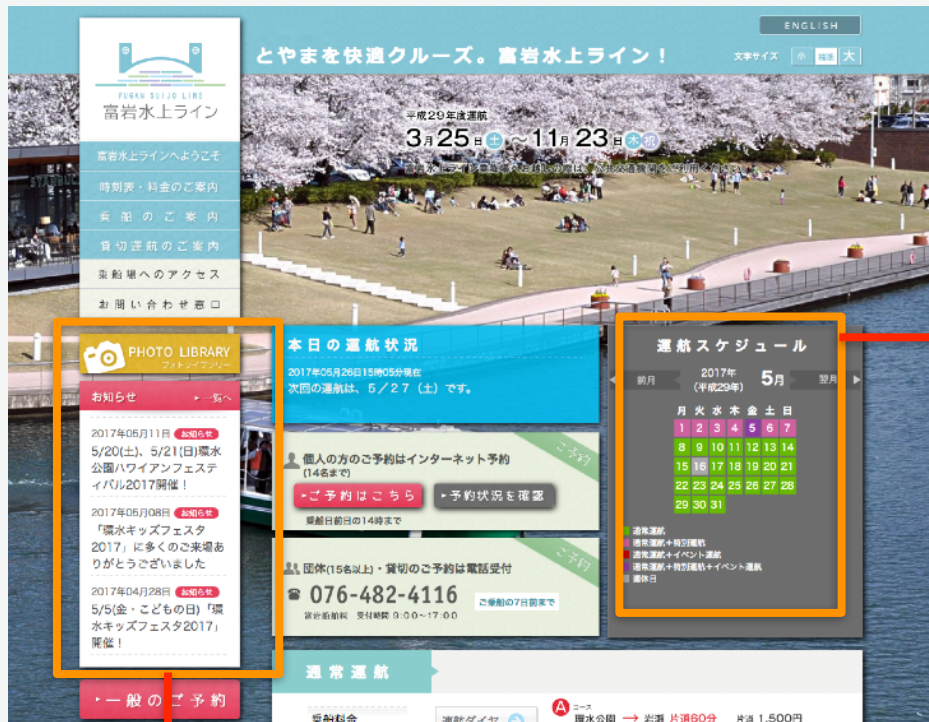 ENGLISH
とやまを快適クルーズ。富岩水上ライン！
文字サイズ 小 標準 大
FUGAN SUIJO LINE
富岩水上ライン
平成29年度運航
3月25日土～11月23日木祝
富岩水上ラインへようこそ
時刻表・料金のご案内
乗船のご案内
貸切運航のご案内
乗船場へのアクセス
お問い合わせ窓口
PHOTO LIBRARY
フォトライブラリー
お知らせ
一覧へ
2017年05月11日 お知らせ
5/20(土)、5/21(日)環水
公園ハワイアンフェステ
ィバル2017開催！
2017年05月08日 お知らせ
「環水キッズフェスタ
2017」に多くのご来場あ
りがとうございました
2017年04月28日 お知らせ
5/5(金・こどもの日)「環
水キッズフェスタ2017」
開催！
一般のご予約
本日の運航状況
2017年05月26日15時05分現在
次回の運航は、5／27（土）です。
ご予約
個人の方のご予約はインターネット予約
(14名まで)
ご予約はこちら
予約状況を確認
乗船日前日の14時まで
ご予約
団体(15名以上)・貸切のご予約は電話受付
076-482-4116
ご乗船の7日前まで
富岩船舶㈱ 受付時間 9:00～17:00
運航スケジュール
前月
2017年
(平成29年)
5月
翌月
月 火 水 木 金 土 日
1 2 3 4 5 6 7
8 9 10 11 12 13 14
15 16 17 18 19 20 21
22 23 24 25 26 27 28
29 30 31
通常運航
通常運航＋特別運航
通常運航＋イベント運航
通常運航＋特別運航＋イベント運航
運休日
通常運航
乗船料金
運航ダイヤ
A コース
環水公園 → 岩瀬 片道60分 片道 1,500円